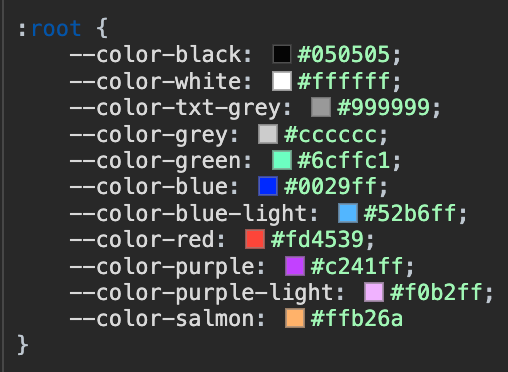 :root {
--color-black: #050505;
--color-white: #ffffff;
--color-txt-grey: #999999;
--color-grey: #cccccc;
--color-green: #6cffc1;
--color-blue: #0029ff;
--color-blue-light: #52b6ff;
--color-red: #fd4539;
--color-purple: #c241ff;
--color-purple-light: #f0b2ff;
--color-salmon: #ffb26a
}